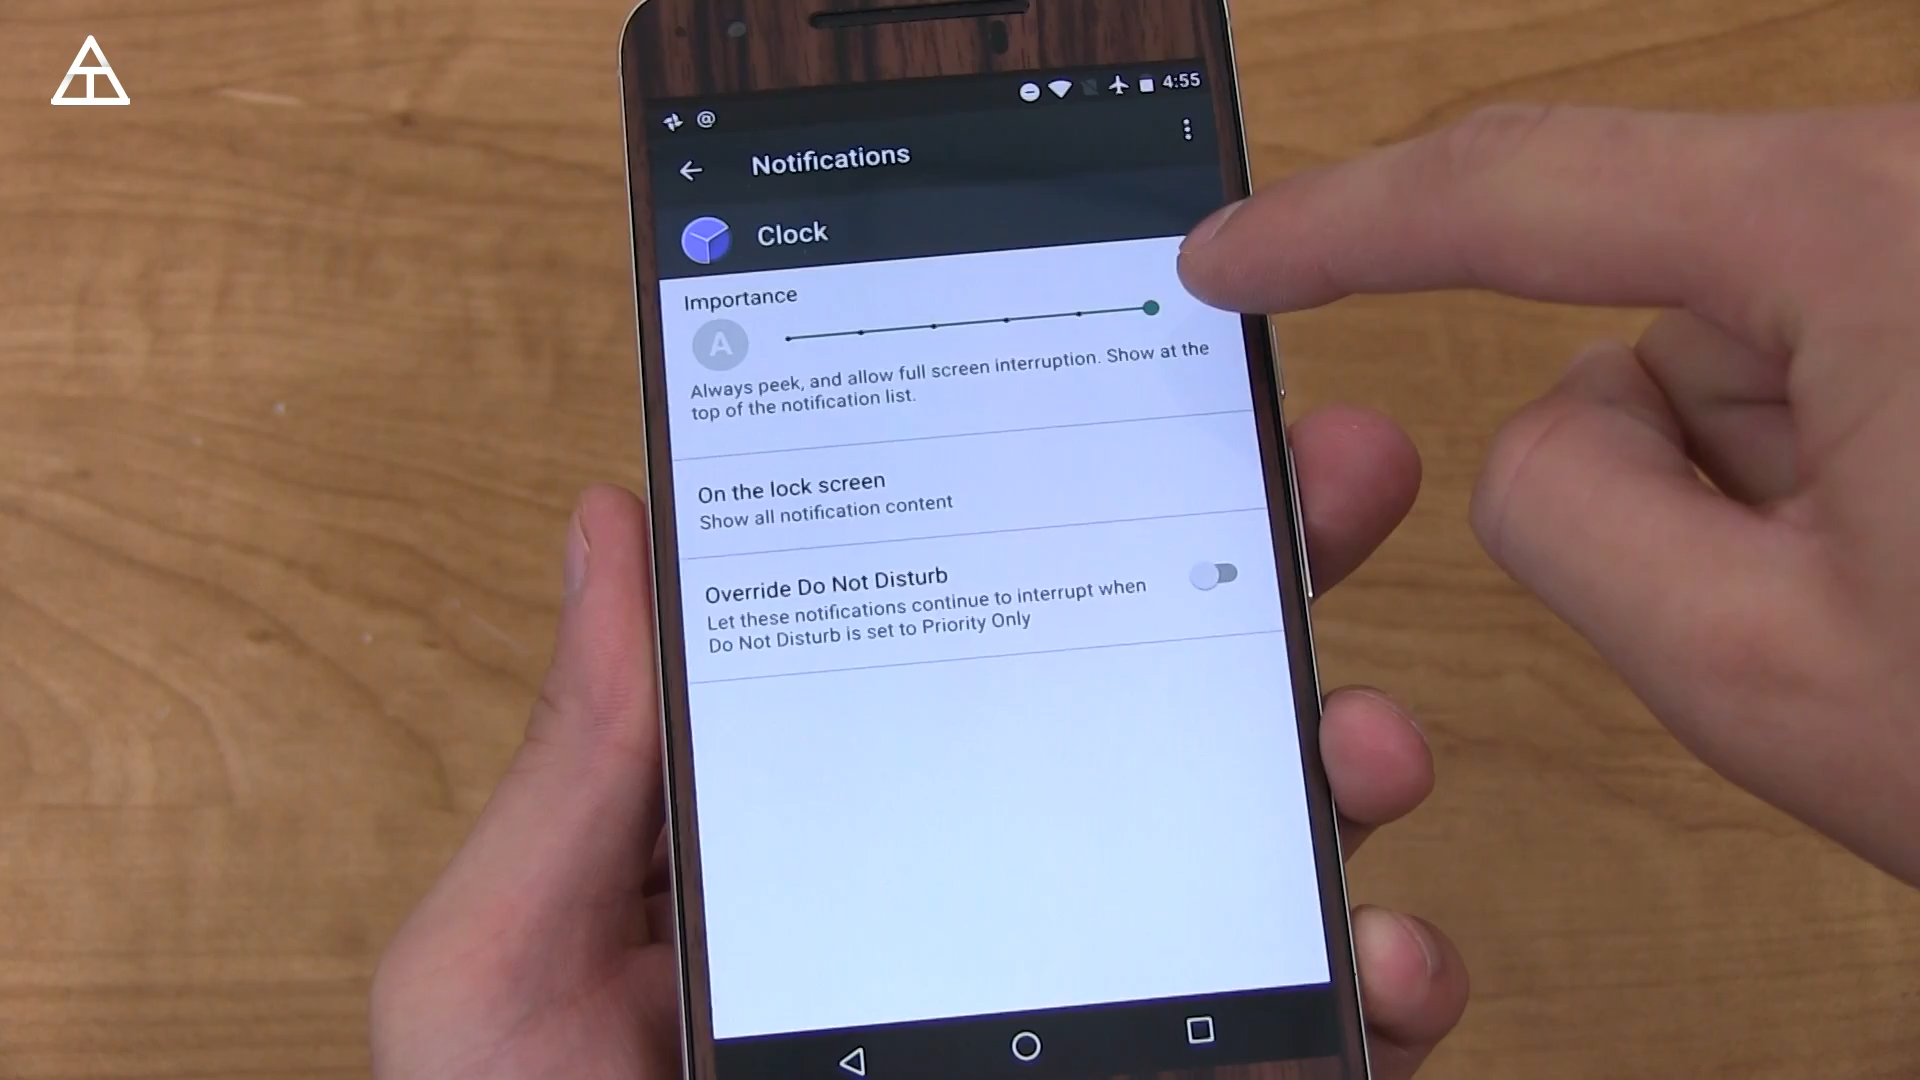 AT
@ 4:55
Notifications
Clock
Importance
A
Always peek, and allow full screen interruption. Show at the
top of the notification list.
On the lock screen
Show all notification content
Override Do Not Disturb
Let these notifications continue to interrupt when
Do Not Disturb is set to Priority Only